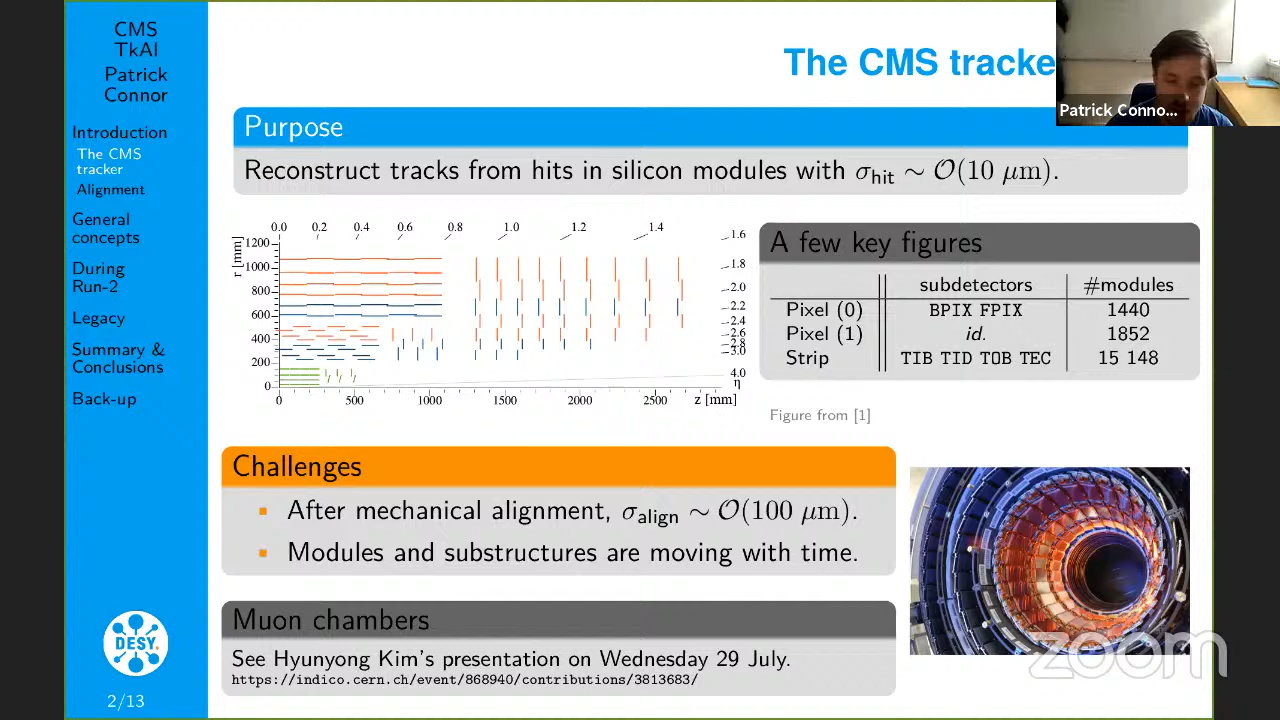 CMS
TkAl
Patrick
Connor
Introduction
The CMS
tracker
Alignment
General
concepts
During
Run-2
Legacy
Summary &
Conclusions
Back-up
DESY.
2/13
The CMS tracke
Patrick Conno...
Purpose
Reconstruct tracks from hits in silicon modules with σhit ∼ O(10 μm).
0.0 0.2 0.4 0.6 0.8 1.0 1.2 1.4 1.6
1.8
2.0
2.2
2.4
2.6
2.8
3.0
4.0
η
r [mm]
1200
1000
800
600
400
200
0
0 500 1000 1500 2000 2500 z [mm]
A few key figures
subdetectors #modules
Pixel (0) BPIX FPIX 1440
Pixel (1) id. 1852
Strip TIB TID TOB TEC 15 148
Figure from [1]
Challenges
▪ After mechanical alignment, σalign ∼ O(100 μm).
▪ Modules and substructures are moving with time.
Muon chambers
See Hyunyong Kim's presentation on Wednesday 29 July.
https://indico.cern.ch/event/868940/contributions/3813683/
zoom